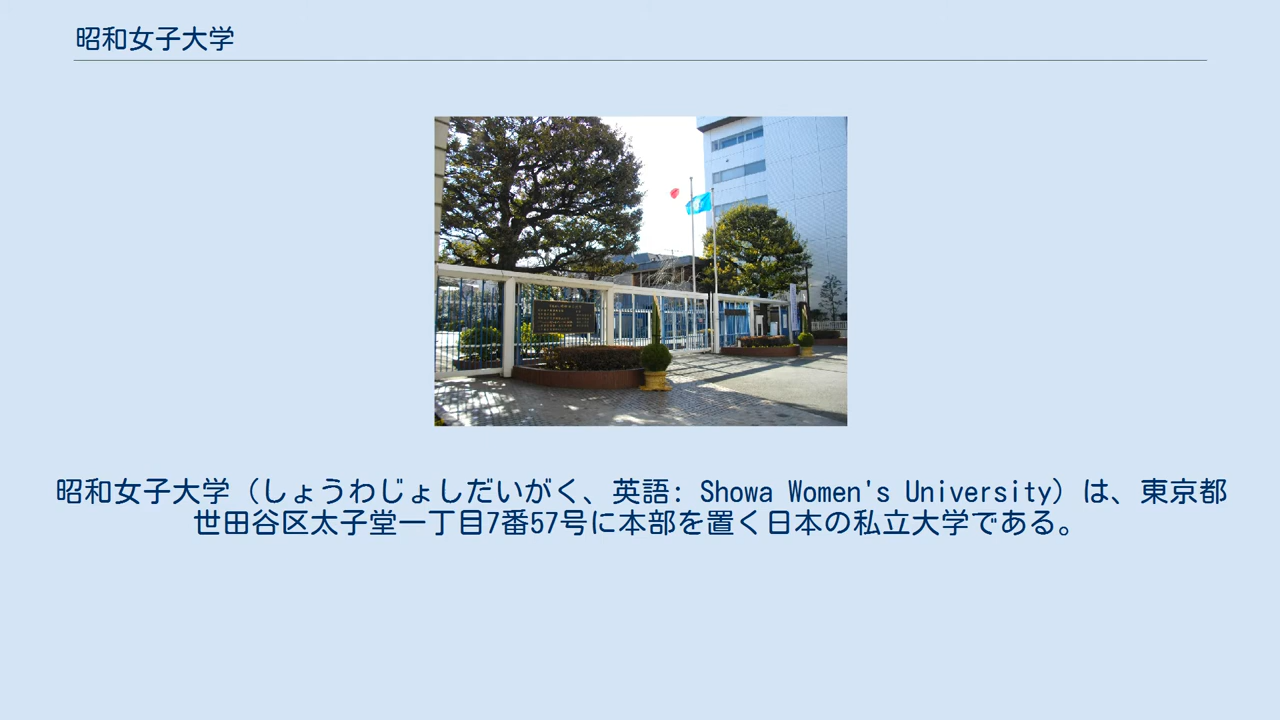 昭和女子大学
昭和女子大学（しょうわじょしだいがく、英語: Showa Women's University）は、東京都
世田谷区太子堂一丁目7番57号に本部を置く日本の私立大学である。